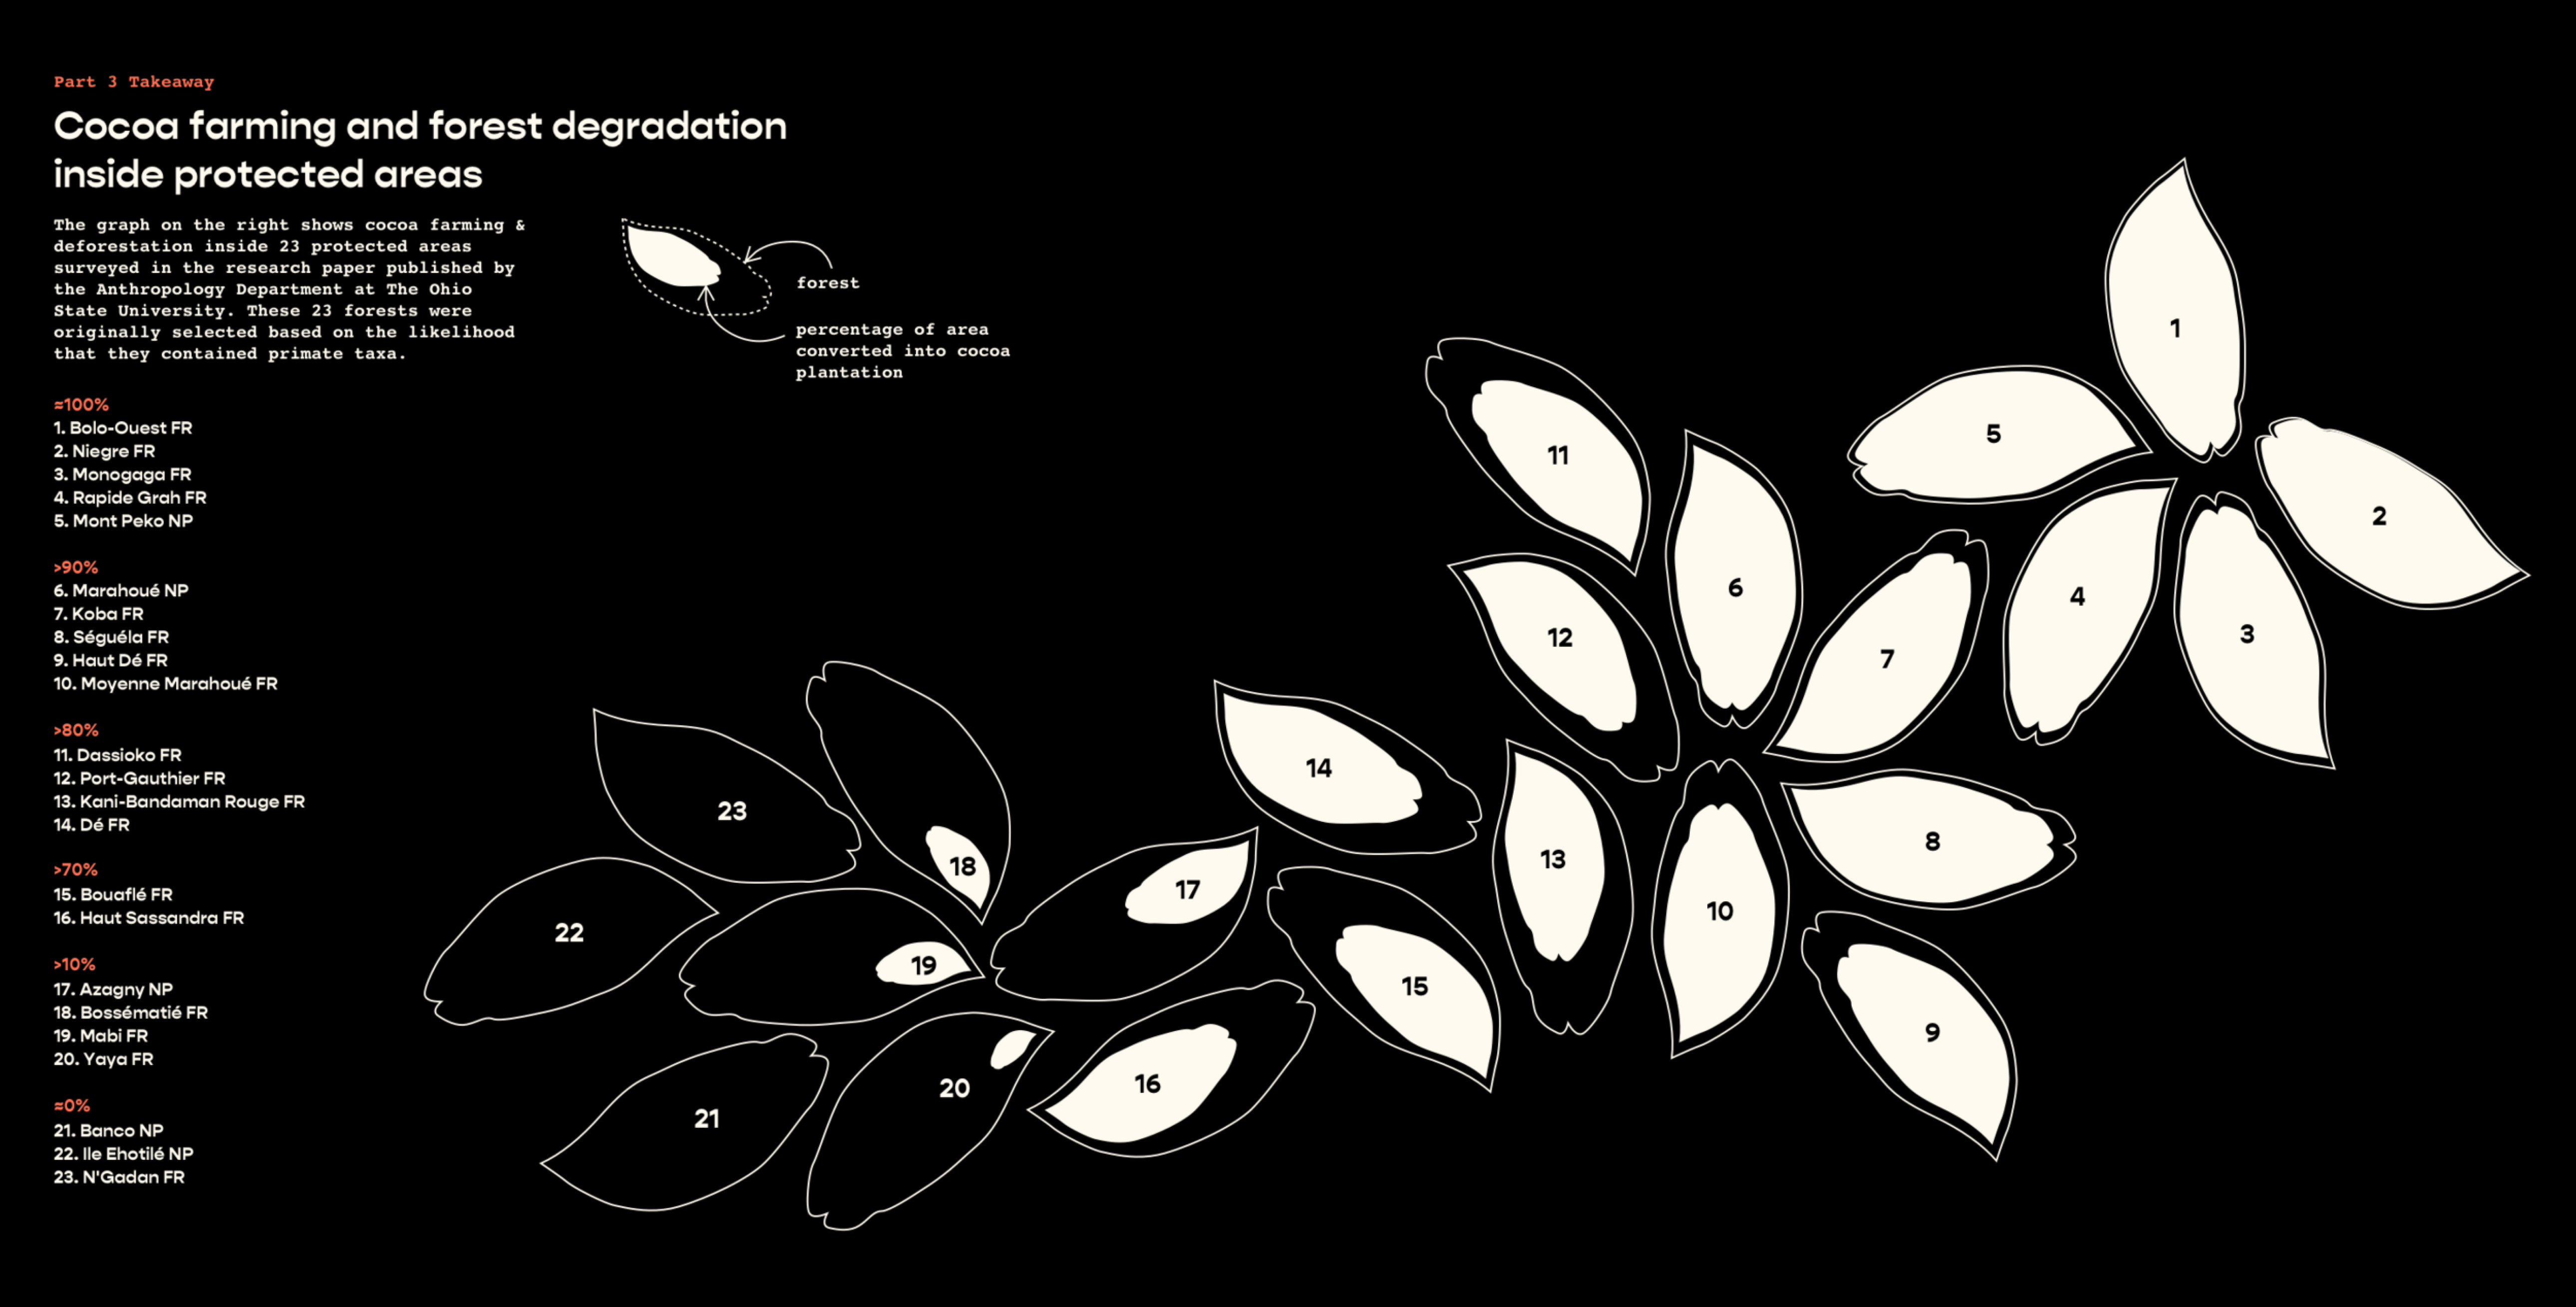 Part 3 Takeaway
Cocoa farming and forest degradation
inside protected areas
The graph on the right shows cocoa farming &
deforestation inside 23 protected areas
surveyed in the research paper published by
the Anthropology Department at The Ohio
State University. These 23 forests were
originally selected based on the likelihood
that they contained primate taxa.
forest
percentage of area
converted into cocoa
plantation
≈100%
1. Bolo-Ouest FR
2. Niegre FR
3. Monogaga FR
4. Rapide Grah FR
5. Mont Peko NP
>90%
6. Marahoué NP
7. Koba FR
8. Séguéla FR
9. Haut Dé FR
10. Moyenne Marahoué FR
>80%
11. Dassioko FR
12. Port-Gauthier FR
13. Kani-Bandaman Rouge FR
14. Dé FR
>70%
15. Bouaflé FR
16. Haut Sassandra FR
>10%
17. Azagny NP
18. Bossématié FR
19. Mabi FR
20. Yaya FR
≈0%
21. Banco NP
22. Ile Ehotilé NP
23. N'Gadan FR
1
5
11
2
6
4
3
12
7
14
23
8
13
18
17
10
22
19
15
9
16
20
21